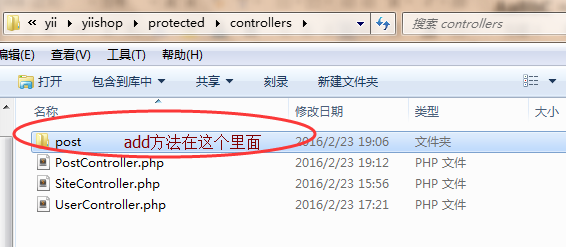 « yii ▸ yiishop ▸ protected ▸ controllers ▸
搜索 controllers
编辑(E) 查看(V) 工具(T) 帮助(H)
打开 包含到库中 共享 刻录 新建文件夹
名称 修改日期 类型 大小
post add方法在这个里面 2016/2/23 19:06 文件夹
PostController.php 2016/2/23 19:12 PHP 文件
SiteController.php 2016/2/23 15:56 PHP 文件
UserController.php 2016/2/23 17:21 PHP 文件